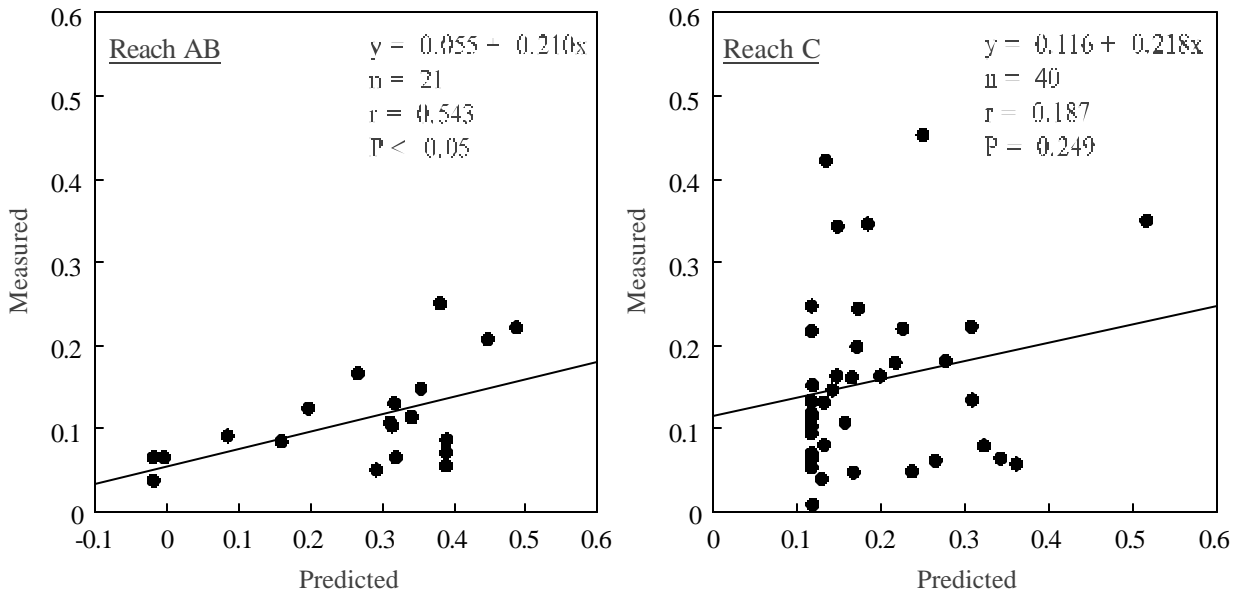 Reach AB
y = 0.055 + 0.210x
n = 21
r = 0.543
P < 0.05
Measured
0.6
0.5
0.4
0.3
0.2
0.1
0
-0.1 0 0.1 0.2 0.3 0.4 0.5 0.6
Predicted
Reach C
y = 0.116 + 0.218x
n = 40
r = 0.187
P = 0.249
Measured
0.6
0.5
0.4
0.3
0.2
0.1
0
0 0.1 0.2 0.3 0.4 0.5 0.6
Predicted